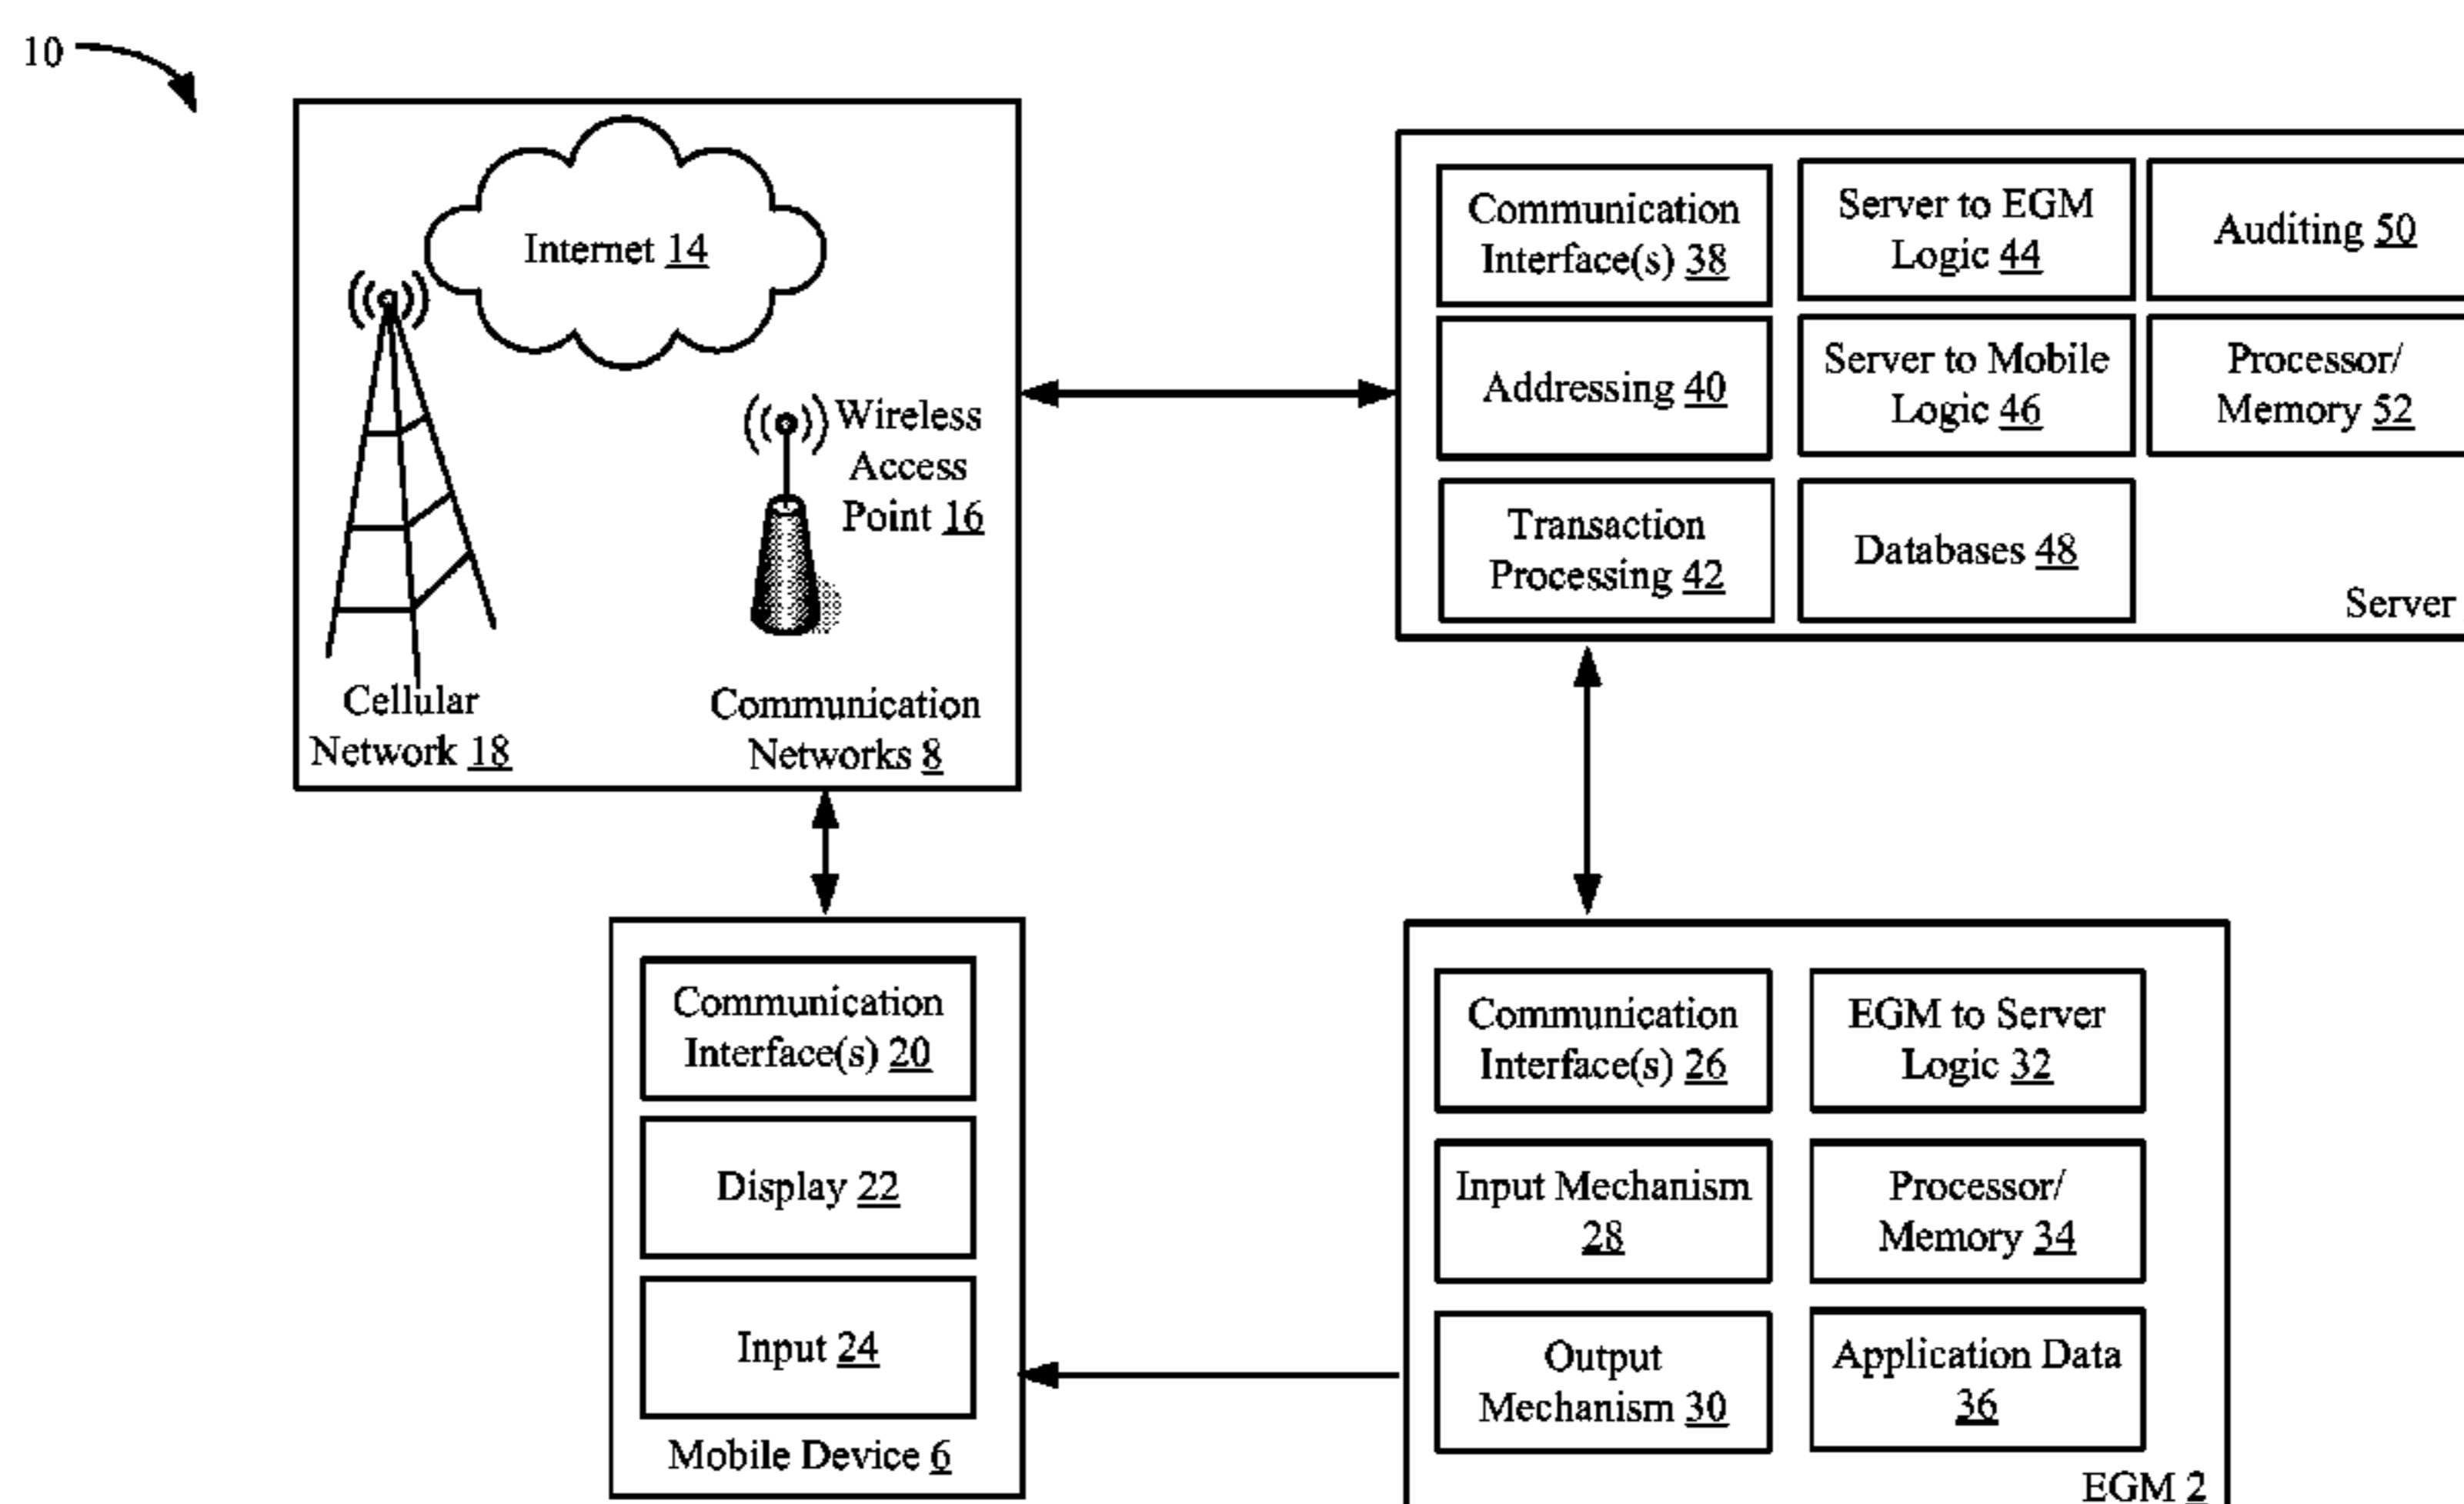 10
Internet 14
Wireless
Access
Point 16
Cellular
Network 18
Communication
Networks 8
Communication
Interface(s) 38
Server to EGM
Logic 44
Auditing 50
Addressing 40
Server to Mobile
Logic 46
Processor/
Memory 52
Transaction
Processing 42
Databases 48
Server
Communication
Interface(s) 20
Display 22
Input 24
Mobile Device 6
Communication
Interface(s) 26
EGM to Server
Logic 32
Input Mechanism
28
Processor/
Memory 34
Output
Mechanism 30
Application Data
36
EGM 2